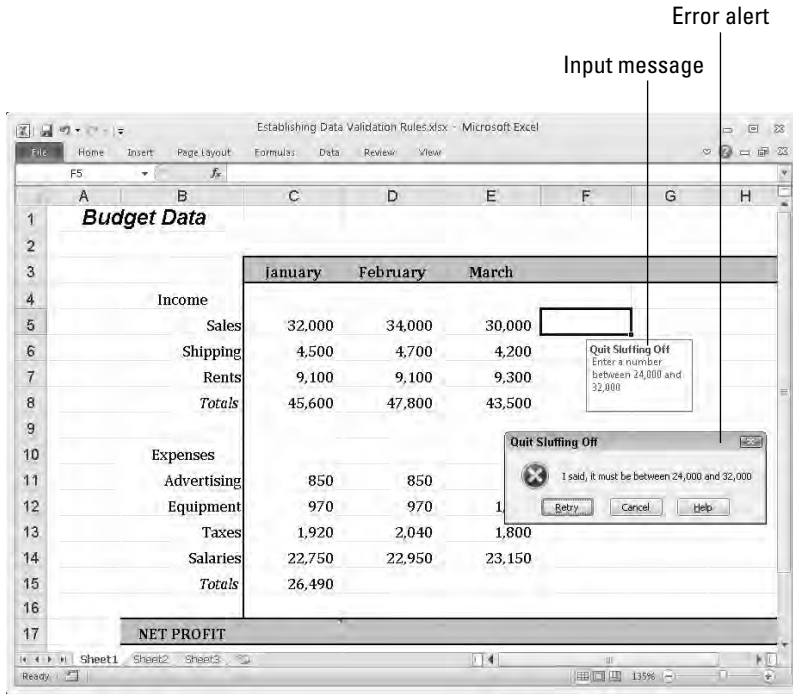 Error alert
Input message
Establishing Data Validation Rules.xlsx - Microsoft Excel
File Home Insert Page Layout Formulas Data Review View
F5 fx
A B C D E F G H
1 Budget Data
2
3 January February March
4 Income
5 Sales 32,000 34,000 30,000
6 Shipping 4,500 4,700 4,200
7 Rents 9,100 9,100 9,300
8 Totals 45,600 47,800 43,500
Quit Sluffing Off
Enter a number
between 24,000 and
32,000
9
10 Expenses
11 Advertising 850 850
12 Equipment 970 970 1,
13 Taxes 1,920 2,040 1,800
14 Salaries 22,750 22,950 23,150
15 Totals 26,490
16
17 NET PROFIT
Quit Sluffing Off
I said, it must be between 24,000 and 32,000
Retry Cancel Help
Sheet1 Sheet2 Sheet3
Ready 135%